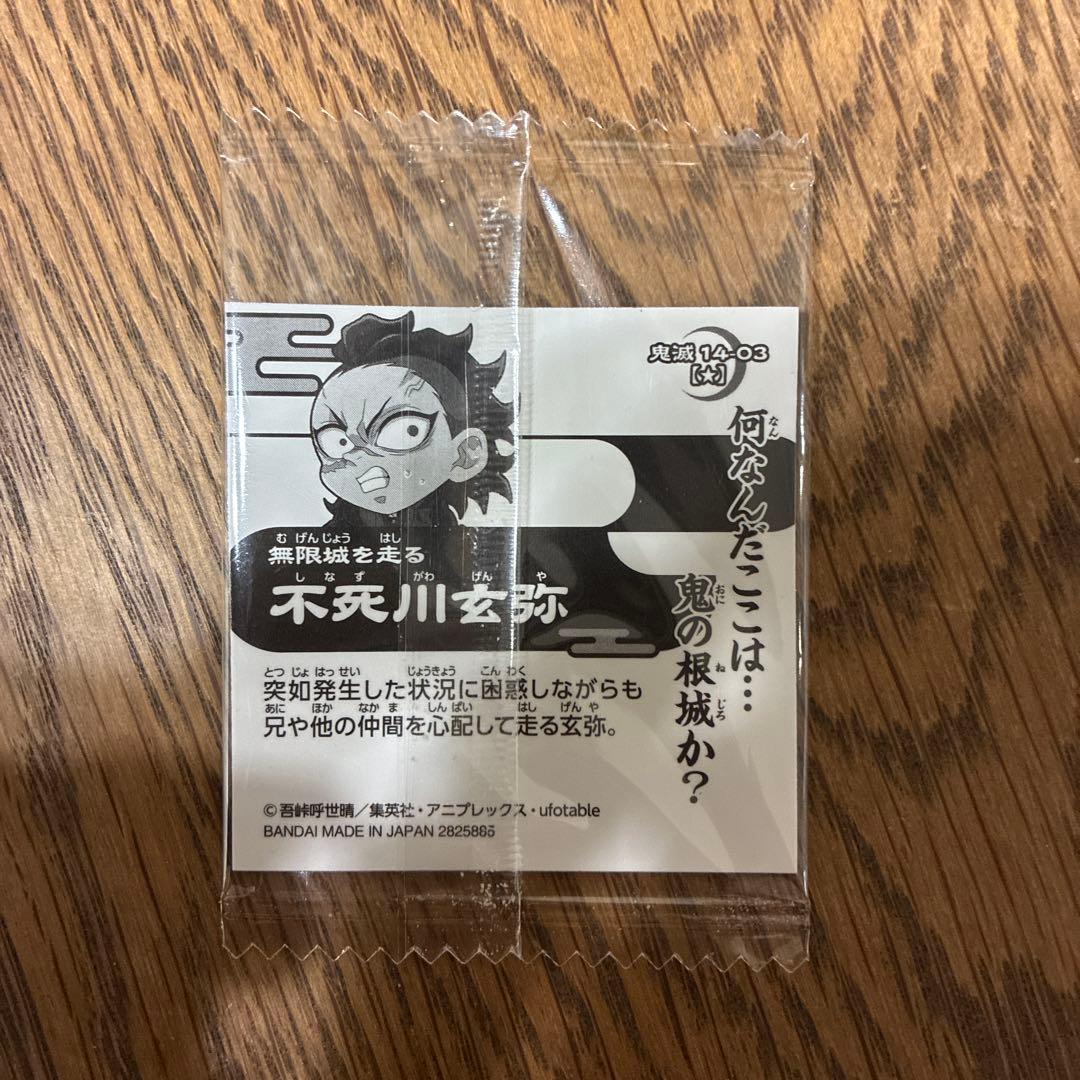 鬼滅 14-03
[★]
何なんだここは…
鬼の根城か?
無限城を走る
不死川玄弥
突如発生した状況に困惑しながらも
兄や他の仲間を心配して走る玄弥。
©吾峠呼世晴/集英社・アニプレックス・ufotable
BANDAI MADE IN JAPAN 2825885